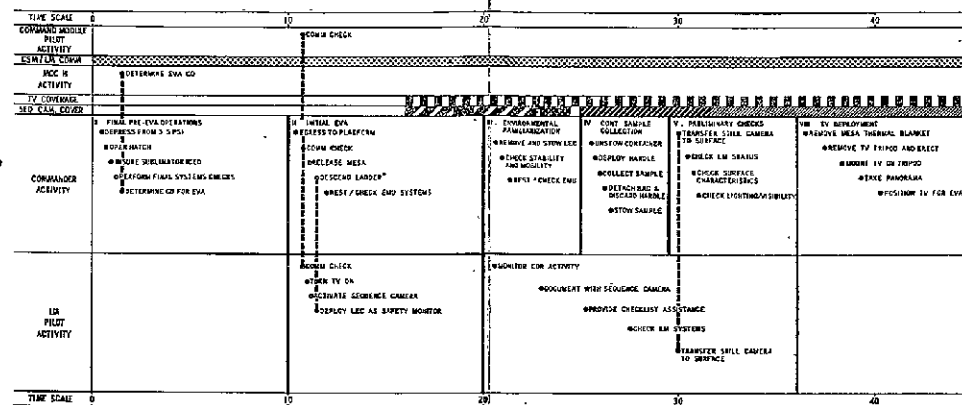 TIME SCALE 0 10 20 30 40
COMMAND MODULE
PILOT
ACTIVITY
COMM CHECK
CSM/LM COMM
MCC H
ACTIVITY
DETERMINE EVA GO
TV COVERAGE
SEQ CAM. COVER
COMMANDER
ACTIVITY
I FINAL PRE-EVA OPERATIONS
DEPRESS FROM 3.5 PSI
OPEN HATCH
INSURE SUBLIMATOR ICED
PERFORM FINAL SYSTEMS CHECKS
DETERMINE GO FOR EVA
INITIAL EVA
EGRESS TO PLATFORM
COMM CHECK
RELEASE MESA
DESCEND LADDER*
REST / CHECK EMU SYSTEMS
ENVIRONMENTAL
FAMILIARIZATION
REMOVE AND STOW LEC
CHECK STABILITY
AND MOBILITY
REST / CHECK EMU
IV CONT SAMPLE
COLLECTION
UNSTOW CONTAINER
DEPLOY HANDLE
COLLECT SAMPLE
DETACH BAG &
DISCARD HANDLE
STOW SAMPLE
V. PRELIMINARY CHECKS
TRANSFER STILL CAMERA
TO SURFACE
CHECK LM STATUS
CHECK SURFACE
CHARACTERISTICS
CHECK LIGHTING/VISIBILITY
TV DEPLOYMENT
REMOVE MESA THERMAL BLANKET
REMOVE TV TRIPOD AND ERECT
MOUNT TV ON TRIPOD
TAKE PANORAMA
POSITION TV FOR EVA
LM
PILOT
ACTIVITY
COMM CHECK
TURN TV ON
ACTIVATE SEQUENCE CAMERA
DEPLOY LEC AS SAFETY MONITOR
MONITOR CDR ACTIVITY
DOCUMENT WITH SEQUENCE CAMERA
PROVIDE CHECKLIST ASSISTANCE
CHECK LM SYSTEMS
TRANSFER STILL CAMERA
TO SURFACE
TIME SCALE 0 10 20 30 40